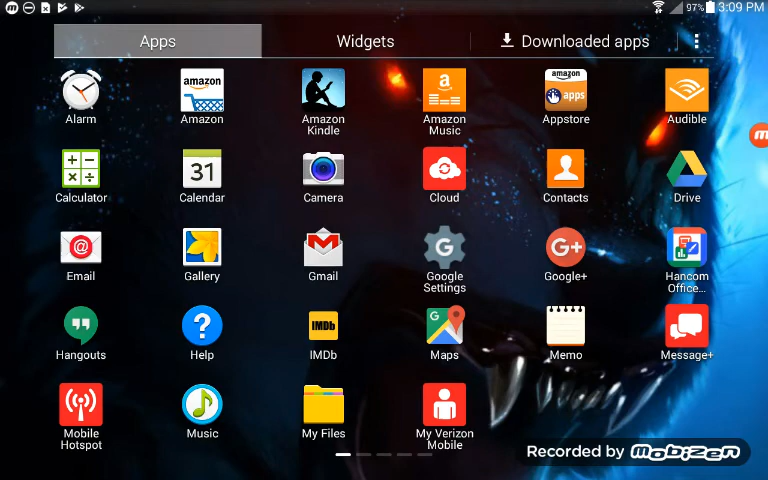 97% 3:09 PM
Apps Widgets Downloaded apps
amazon
a
amazon
apps
Alarm Amazon Amazon Kindle Amazon Music Appstore Audible
31
Calculator Calendar Camera Cloud Contacts Drive
@
G+
Email Gallery Gmail Google Settings Google+ Hancom Office...
?
IMDb
G
Hangouts Help IMDb Maps Memo Message+
Mobile Hotspot Music My Files My Verizon Mobile
Recorded by Mobizen